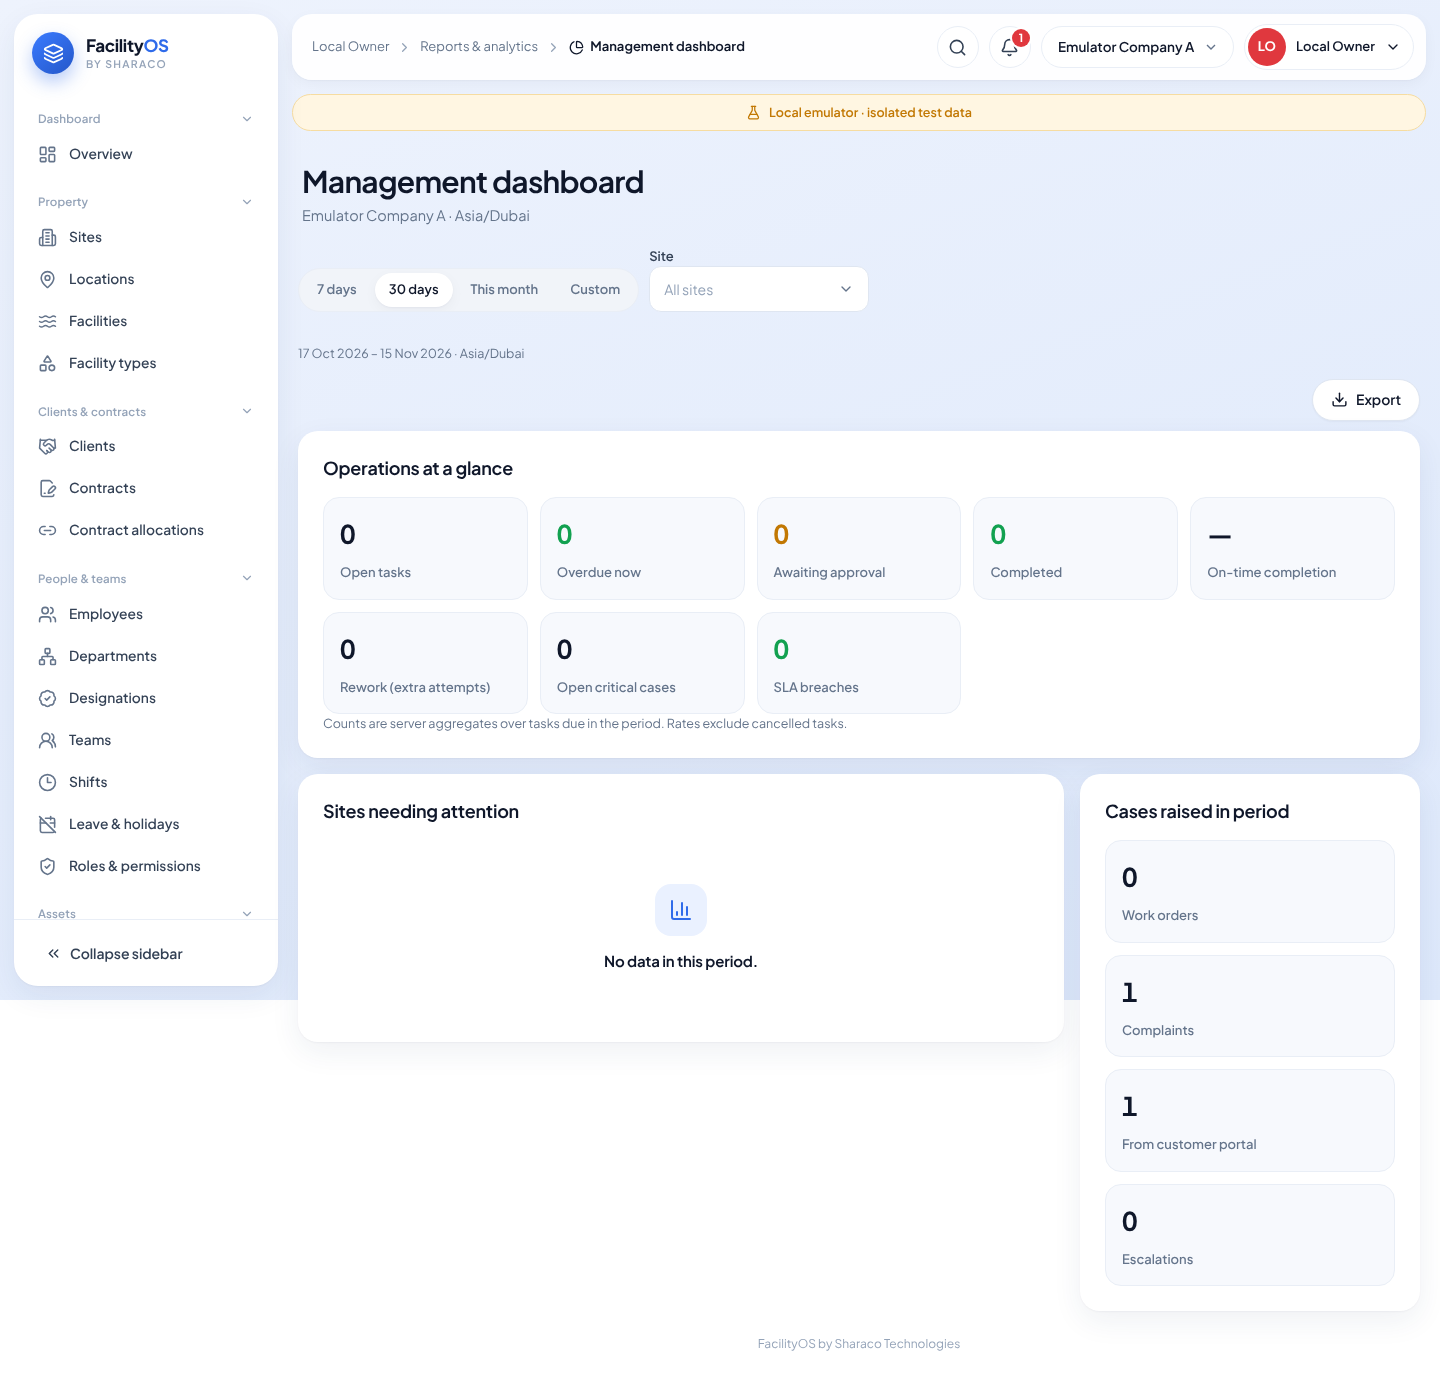 FacilityOS
BY SHARACO
Dashboard
Overview
Property
Sites
Locations
Facilities
Facility types
Clients & contracts
Clients
Contracts
Contract allocations
People & teams
Employees
Departments
Designations
Teams
Shifts
Leave & holidays
Roles & permissions
Assets
Collapse sidebar
Local Owner
Reports & analytics
Management dashboard
1
Emulator Company A
LO
Local Owner
Local emulator · isolated test data
Management dashboard
Emulator Company A · Asia/Dubai
Site
7 days
30 days
This month
Custom
All sites
17 Oct 2026 – 15 Nov 2026 · Asia/Dubai
Export
Operations at a glance
0
Open tasks
0
Overdue now
0
Awaiting approval
0
Completed
—
On-time completion
0
Rework (extra attempts)
0
Open critical cases
0
SLA breaches
Counts are server aggregates over tasks due in the period. Rates exclude cancelled tasks.
Sites needing attention
No data in this period.
Cases raised in period
0
Work orders
1
Complaints
1
From customer portal
0
Escalations
FacilityOS by Sharaco Technologies